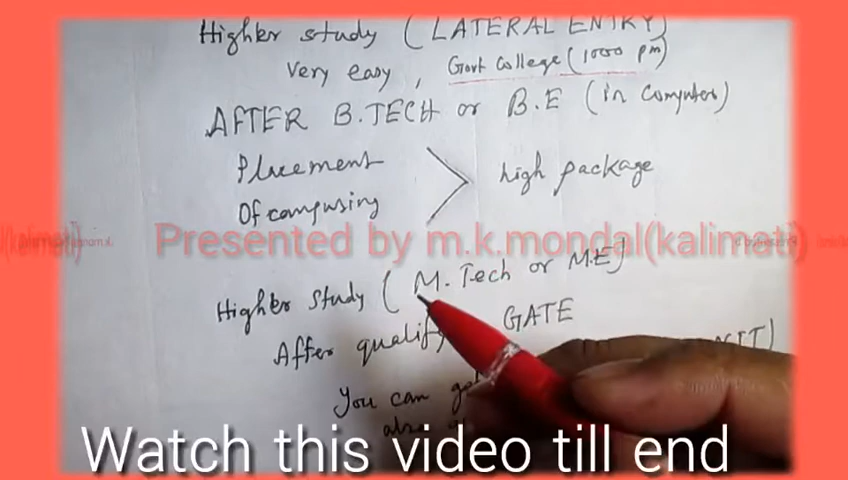 Higher study (LATERAL ENTRY)
Very easy, Govt College (1000 pm)
AFTER B.TECH or B.E (in Computer)
Placement
high package
Of campusing
Presented by m.k.mondal(kalimati)
Higher study (M.Tech or M.E)
After qualify GATE
You can get
Watch this video till end